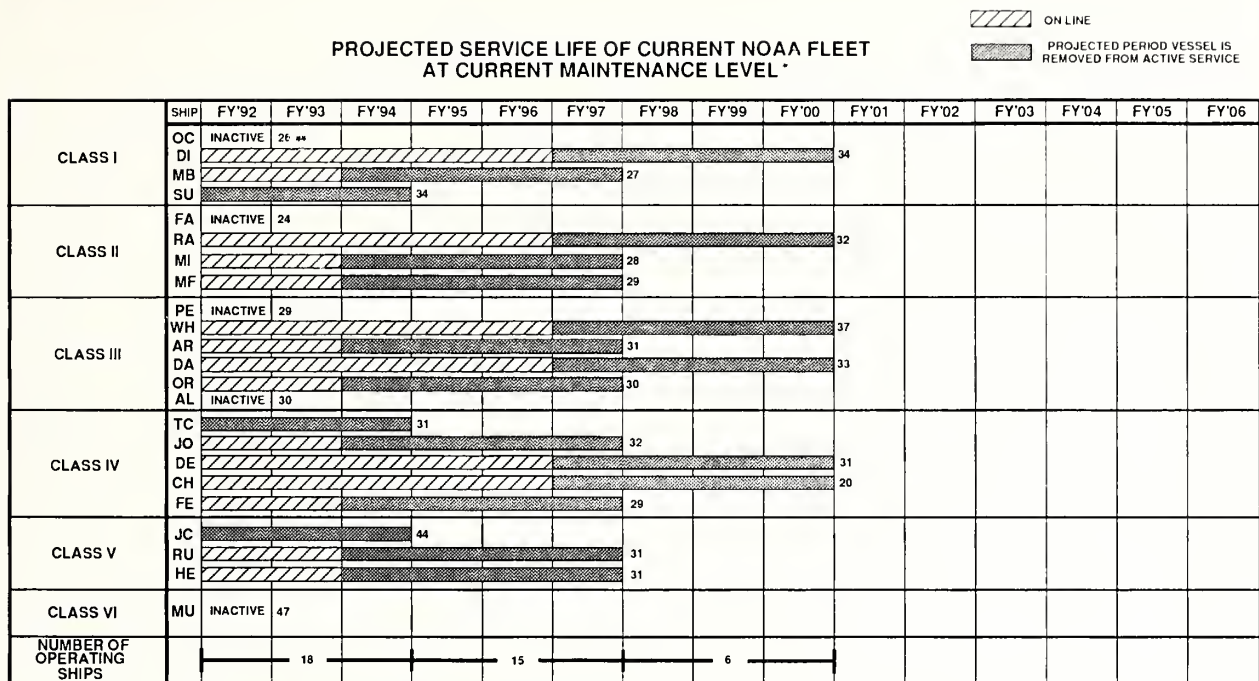 ON LINE
PROJECTED PERIOD VESSEL IS
REMOVED FROM ACTIVE SERVICE
PROJECTED SERVICE LIFE OF CURRENT NOAA FLEET
AT CURRENT MAINTENANCE LEVEL*
SHIP FY'92 FY'93 FY'94 FY'95 FY'96 FY'97 FY'98 FY'99 FY'00 FY'01 FY'02 FY'03 FY'04 FY'05 FY'06
CLASS I
OC INACTIVE 26 **
DI 34
MB 27
SU 34
CLASS II
FA INACTIVE 24
RA 32
MI 28
MF 29
CLASS III
PE INACTIVE 29
WH 37
AR 31
DA 33
OR 30
AL INACTIVE 30
CLASS IV
TC 31
JO 32
DE 31
CH 20
FE 29
CLASS V
JC 44
RU 31
HE 31
CLASS VI
MU INACTIVE 47
NUMBER OF
OPERATING
SHIPS
18 15 6